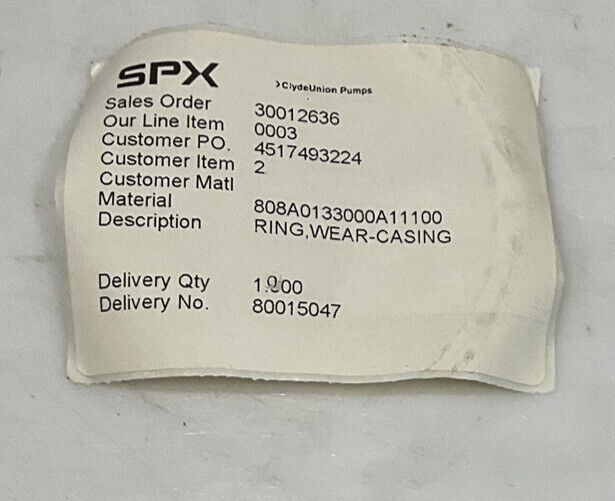 SPX
>ClydeUnion Pumps
Sales Order 30012636
Our Line Item 0003
Customer PO. 4517493224
Customer Item 2
Customer Matl
Material 808A0133000A11100
Description RING,WEAR-CASING
Delivery Qty 1.000
Delivery No. 80015047